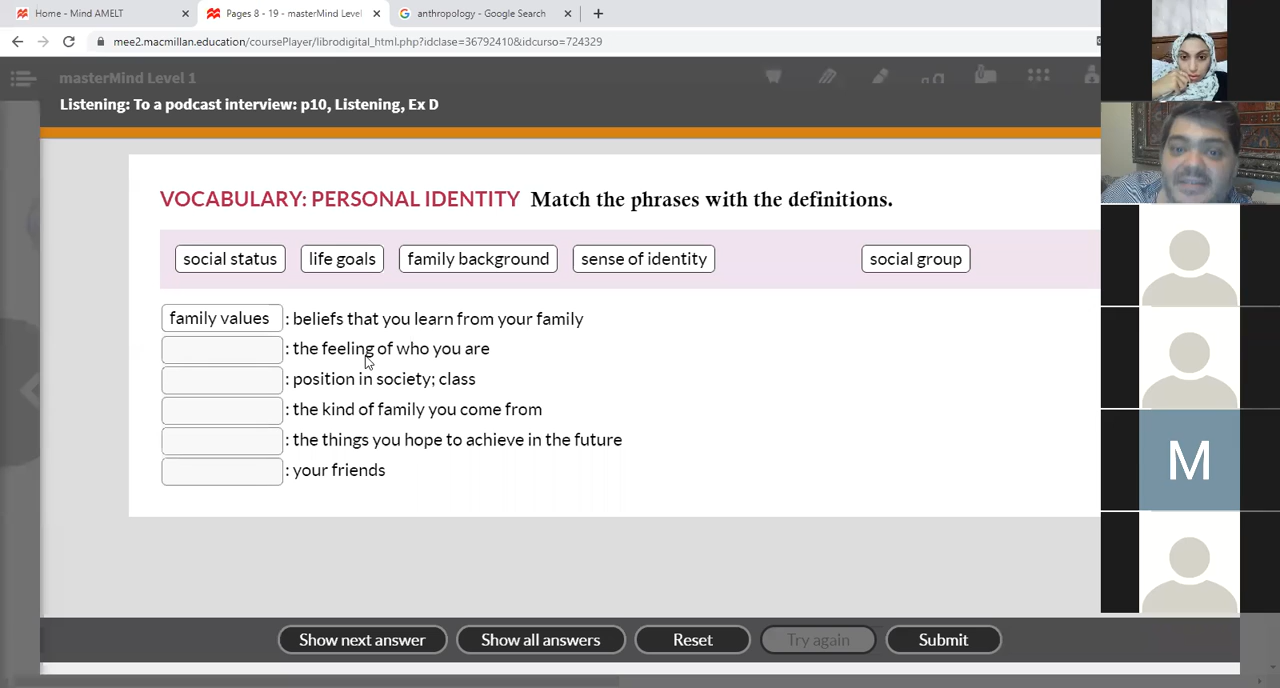 Home - Mind AMELT
Pages 8 - 19 - masterMind Level
anthropology - Google Search
mee2.macmillan.education/coursePlayer/librodigital_html.php?idclase=36792410&idcurso=724329
masterMind Level 1
Listening: To a podcast interview: p10, Listening, Ex D
VOCABULARY: PERSONAL IDENTITY Match the phrases with the definitions.
social status life goals family background sense of identity social group
family values : beliefs that you learn from your family
: the feeling of who you are
: position in society; class
: the kind of family you come from
: the things you hope to achieve in the future
: your friends
M
Show next answer Show all answers Reset Try again Submit